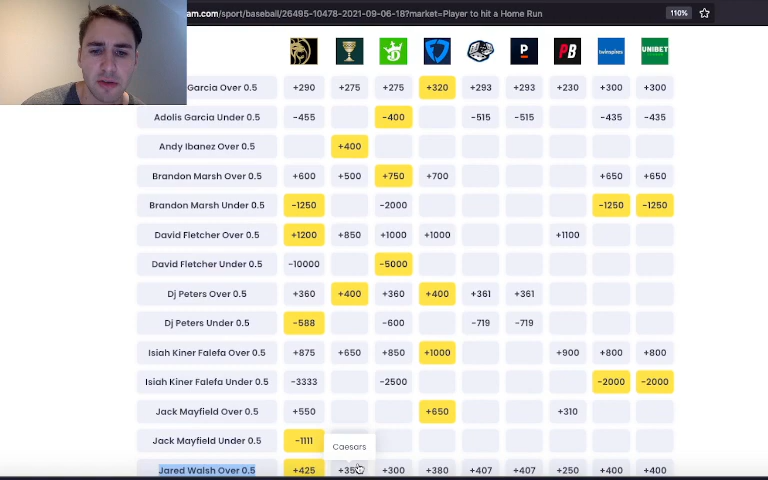 am.com/sport/baseball/26495-10478-2021-09-06-18?market=Player to hit a Home Run 110%
P PB twinspires UNIBET
Garcia Over 0.5 +290 +275 +275 +320 +293 +293 +230 +300 +300
Adolis Garcia Under 0.5 -455 -400 -515 -515 -435 -435
Andy Ibanez Over 0.5 +400
Brandon Marsh Over 0.5 +600 +500 +750 +700 +650 +650
Brandon Marsh Under 0.5 -1250 -2000 -1250 -1250
David Fletcher Over 0.5 +1200 +850 +1000 +1000 +1100
David Fletcher Under 0.5 -10000 -5000
Dj Peters Over 0.5 +360 +400 +360 +400 +361 +361
Dj Peters Under 0.5 -588 -600 -719 -719
Isiah Kiner Falefa Over 0.5 +875 +650 +850 +1000 +900 +800 +800
Isiah Kiner Falefa Under 0.5 -3333 -2500 -2000 -2000
Jack Mayfield Over 0.5 +550 +650 +310
Jack Mayfield Under 0.5 -1111
Caesars
Jared Walsh Over 0.5 +425 +300 +380 +407 +407 +250 +400 +400